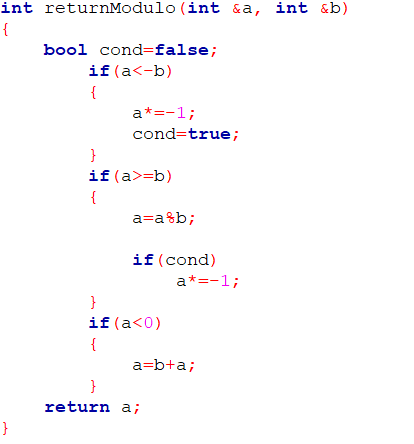 int returnModulo(int &a, int &b)
{
bool cond=false;
if(a<-b)
{
a*=-1;
cond=true;
}
if(a>=b)
{
a=a%b;
if(cond)
a*=-1;
}
if(a<0)
{
a=b+a;
}
return a;
}